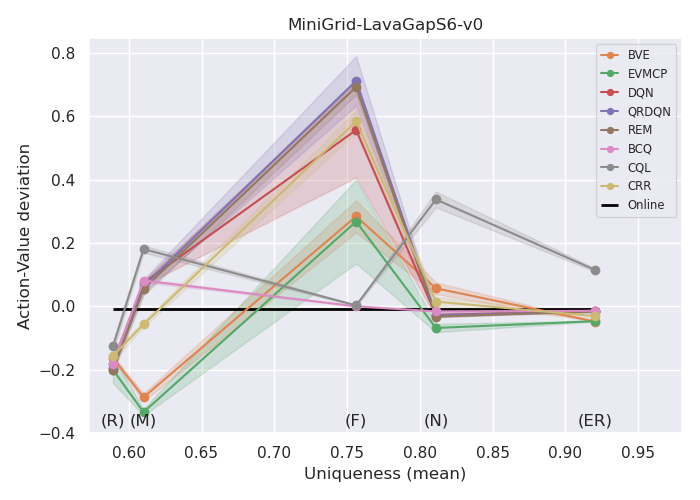 MiniGrid-LavaGapS6-v0
Action-Value deviation
0.8
0.6
0.4
0.2
0.0
−0.2
−0.4
BVE
EVMCP
DQN
QRDQN
REM
BCQ
CQL
CRR
Online
(R) (M) (F) (N) (ER)
0.60 0.65 0.70 0.75 0.80 0.85 0.90 0.95
Uniqueness (mean)